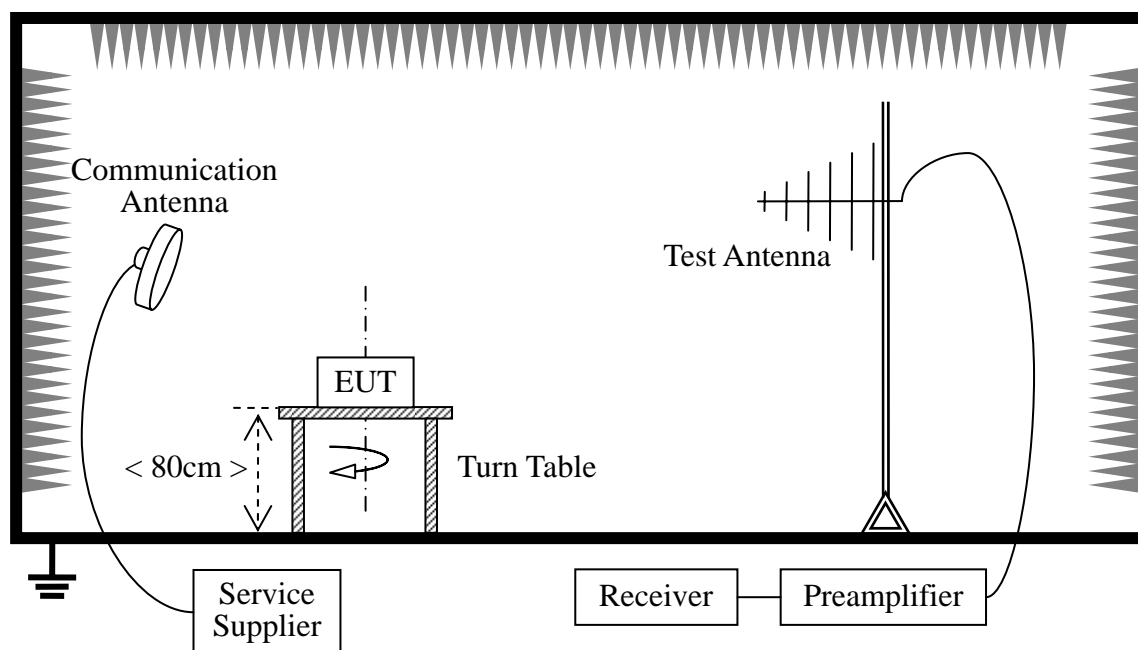 Communication
Antenna
Test Antenna
EUT
< 80cm >
Turn Table
Service
Supplier
Receiver
Preamplifier